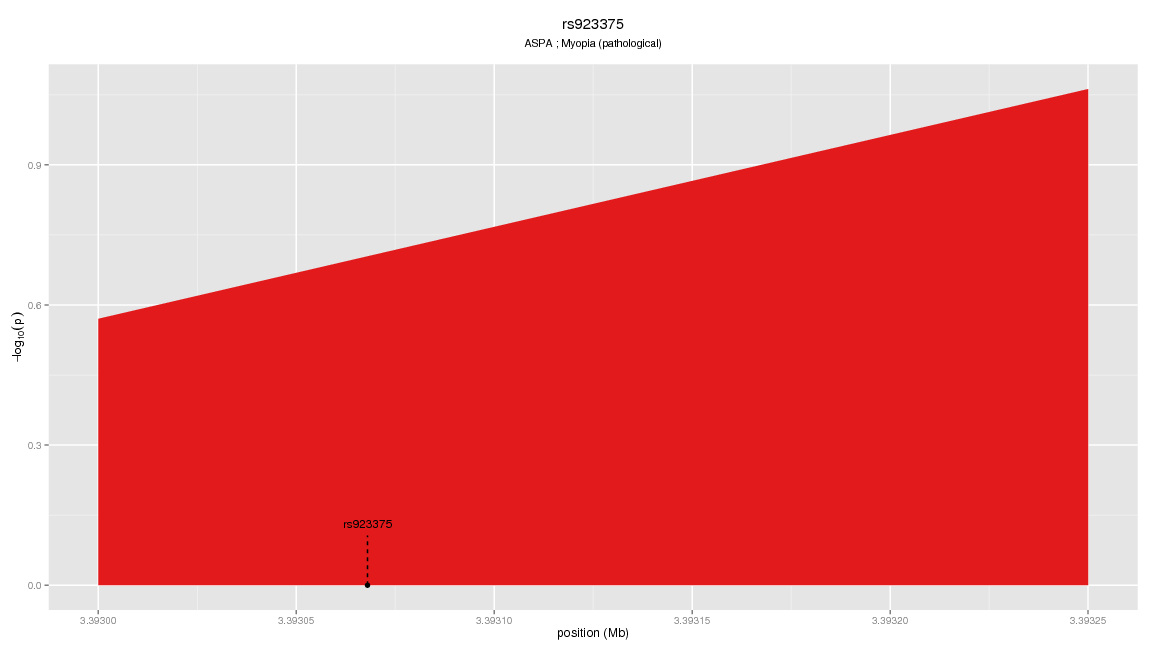 rs923375
ASPA ; Myopia (pathological)
−log10(p)
0.9
0.6
0.3
0.0
rs923375
3.39300 3.39305 3.39310 3.39315 3.39320 3.39325
position (Mb)